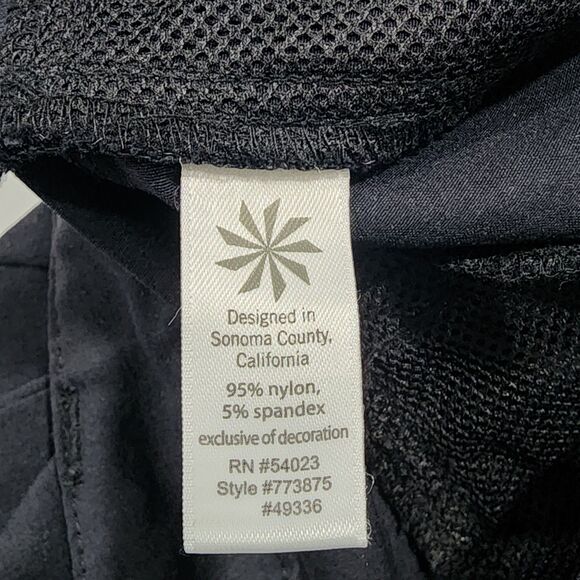 Designed in
Sonoma County,
California
95% nylon,
5% spandex
exclusive of decoration
RN #54023
Style #773875
#49336